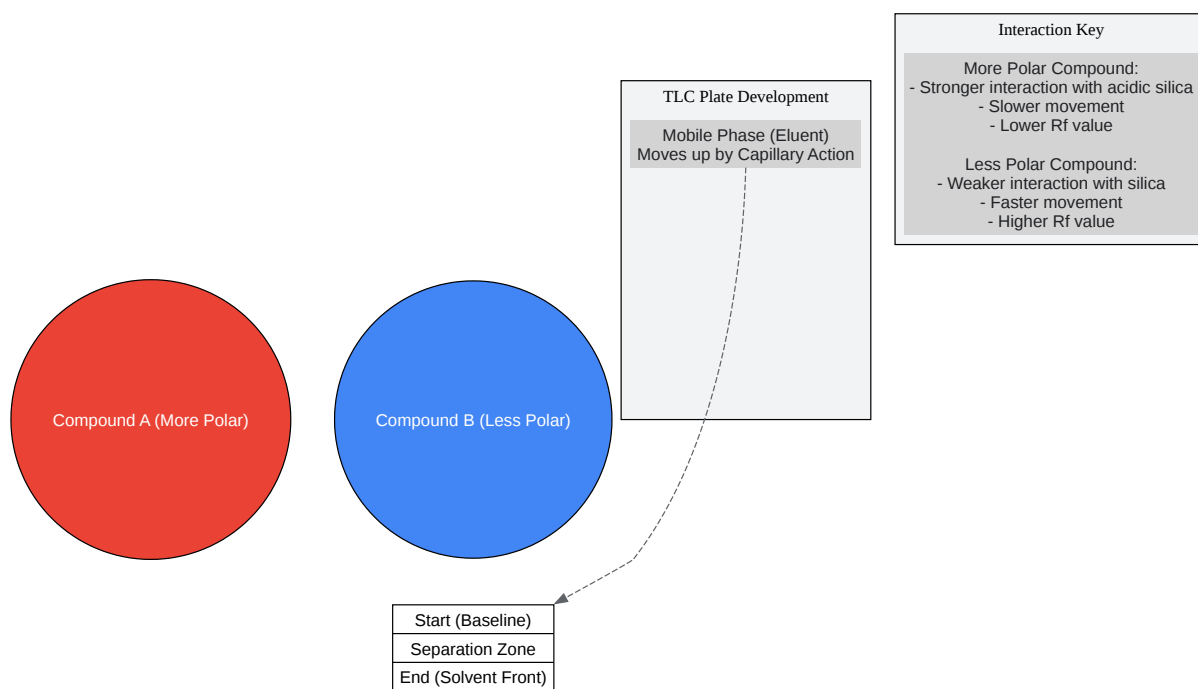 Interaction Key
More Polar Compound:
- Stronger interaction with acidic silica
- Slower movement
- Lower Rf value
Less Polar Compound:
- Weaker interaction with silica
- Faster movement
- Higher Rf value
TLC Plate Development
Mobile Phase (Eluent)
Moves up by Capillary Action
Compound A (More Polar)
Compound B (Less Polar)
Start (Baseline)
Separation Zone
End (Solvent Front)